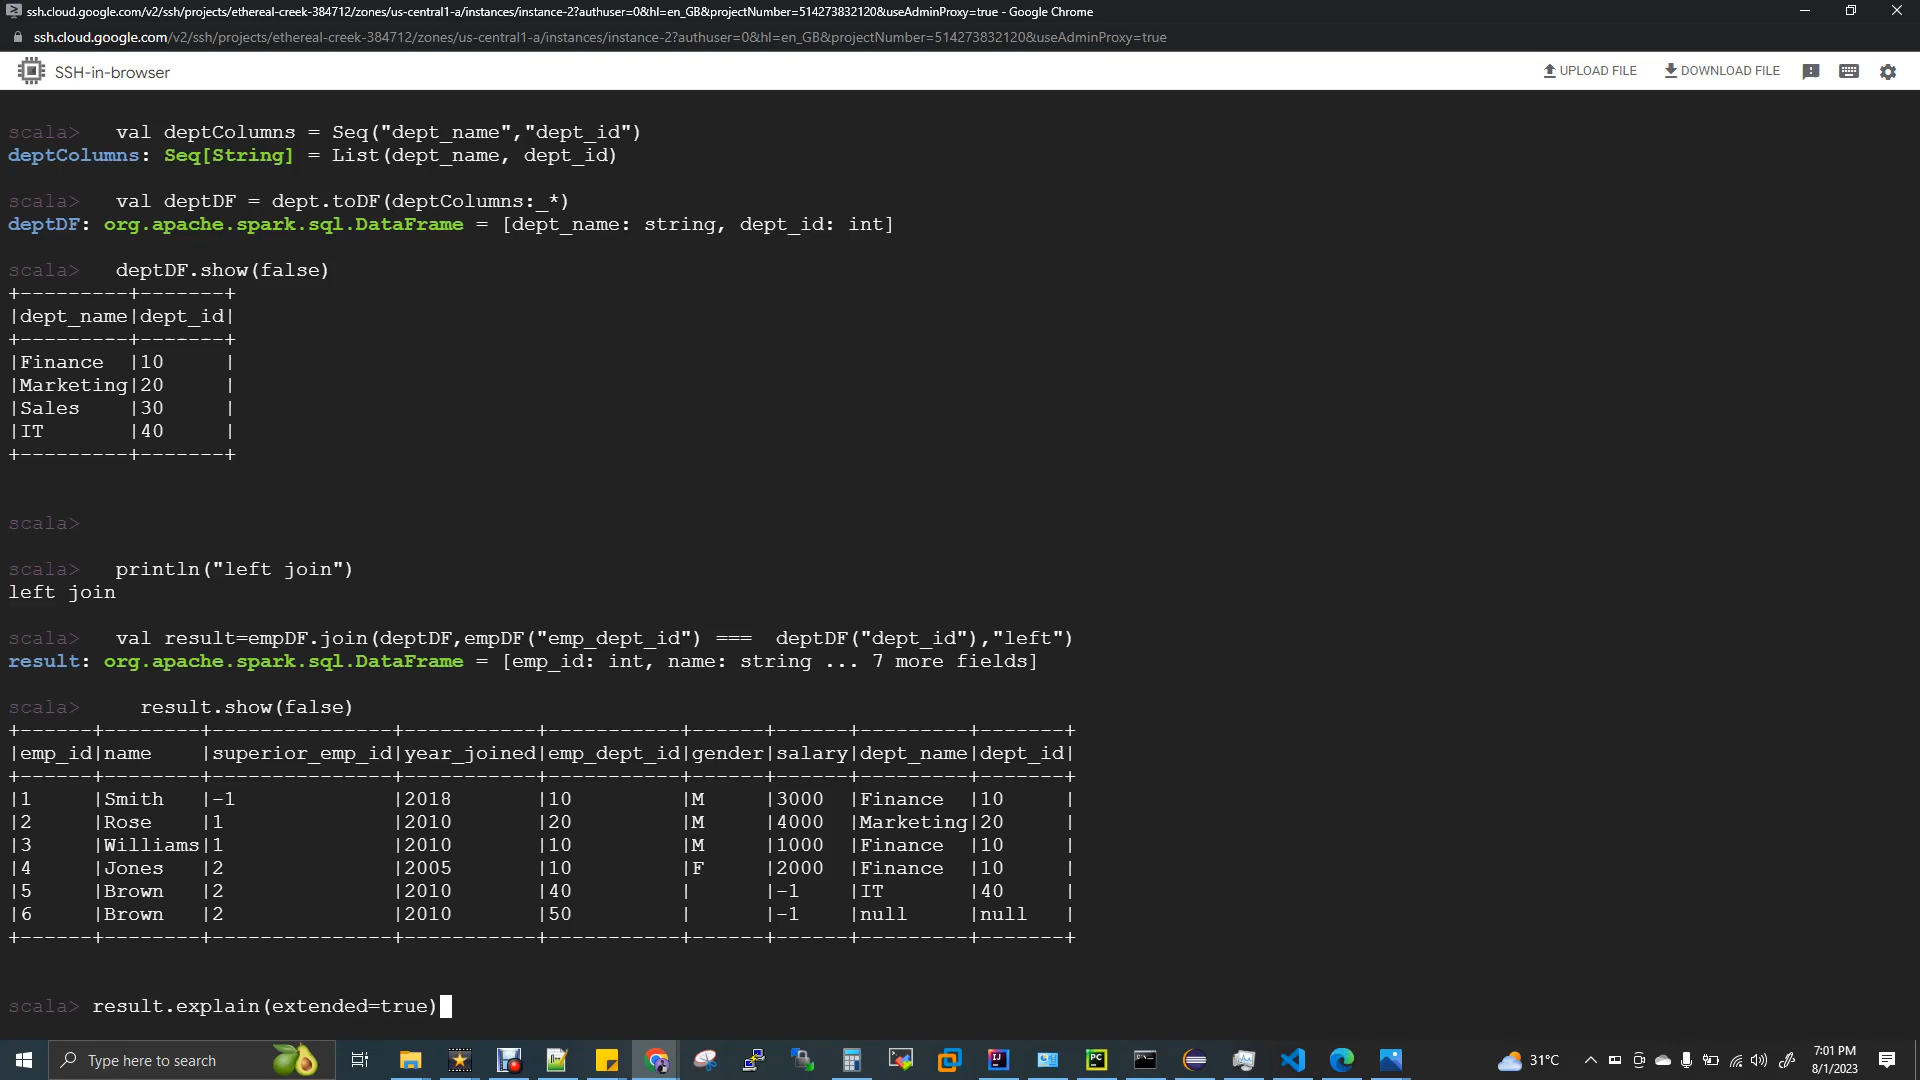 ssh.cloud.google.com/v2/ssh/projects/ethereal-creek-384712/zones/us-central1-a/instances/instance-2?authuser=0&hl=en_GB&projectNumber=514273832120&useAdminProxy=true - Google Chrome
ssh.cloud.google.com/v2/ssh/projects/ethereal-creek-384712/zones/us-central1-a/instances/instance-2?authuser=0&hl=en_GB&projectNumber=514273832120&useAdminProxy=true
SSH-in-browser UPLOAD FILE DOWNLOAD FILE
scala>   val deptColumns = Seq("dept_name","dept_id")
deptColumns: Seq[String] = List(dept_name, dept_id)
scala>   val deptDF = dept.toDF(deptColumns:_*)
deptDF: org.apache.spark.sql.DataFrame = [dept_name: string, dept_id: int]
scala>   deptDF.show(false)
+---------+-------+
|dept_name|dept_id|
+---------+-------+
|Finance  |10     |
|Marketing|20     |
|Sales    |30     |
|IT       |40     |
+---------+-------+
scala>
scala>   println("left join")
left join
scala>   val result=empDF.join(deptDF,empDF("emp_dept_id") ===  deptDF("dept_id"),"left")
result: org.apache.spark.sql.DataFrame = [emp_id: int, name: string ... 7 more fields]
scala>     result.show(false)
+------+--------+---------------+-----------+-----------+------+------+---------+-------+
|emp_id|name    |superior_emp_id|year_joined|emp_dept_id|gender|salary|dept_name|dept_id|
+------+--------+---------------+-----------+-----------+------+------+---------+-------+
|1     |Smith   |-1             |2018       |10         |M     |3000  |Finance  |10     |
|2     |Rose    |1              |2010       |20         |M     |4000  |Marketing|20     |
|3     |Williams|1              |2010       |10         |M     |1000  |Finance  |10     |
|4     |Jones   |2              |2005       |10         |F     |2000  |Finance  |10     |
|5     |Brown   |2              |2010       |40         |      |-1    |IT       |40     |
|6     |Brown   |2              |2010       |50         |      |-1    |null     |null   |
+------+--------+---------------+-----------+-----------+------+------+---------+-------+
scala> result.explain(extended=true)
Type here to search 31°C 7:01 PM
8/1/2023